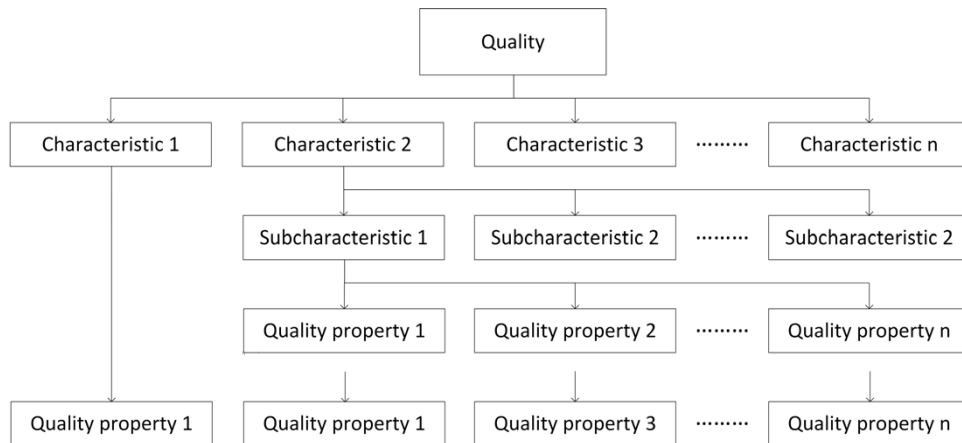 Quality
Characteristic 1
Characteristic 2
Characteristic 3
.........
Characteristic n
Subcharacteristic 1
Subcharacteristic 2
.........
Subcharacteristic 2
Quality property 1
Quality property 2
.........
Quality property n
Quality property 1
Quality property 1
Quality property 3
.........
Quality property n